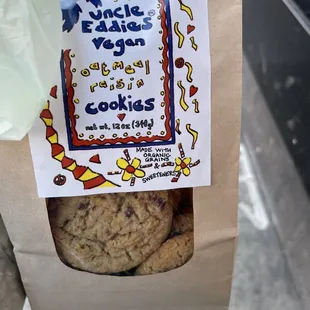 Uncle
Eddies
vegan
oatmeal
raisin
cookies
net wt. 12 oz (340g)
MADE WITH
ORGANIC
GRAINS
SWEETENERS